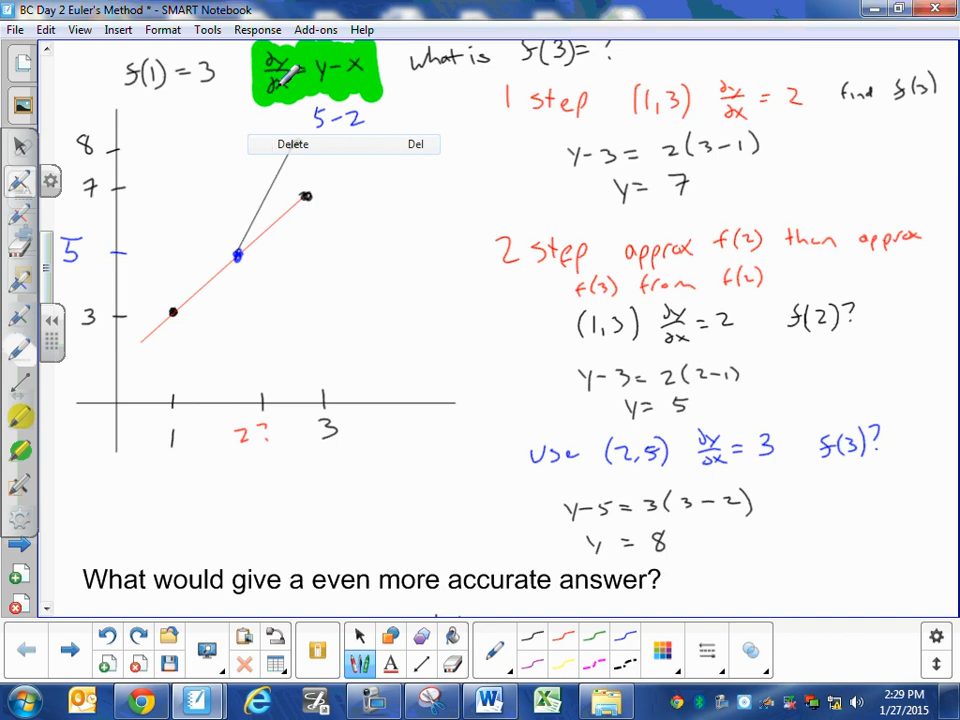 BC Day 2 Euler's Method * - SMART Notebook
File Edit View Insert Format Tools Response Add-ons Help
f(1) = 3 dy/dx = y - x what is f(3) = ?
5 - 2
Delete Del
8
7
5
3
1 2? 3
1 step (1,3) dy/dx = 2 find f(3)
y - 3 = 2(3 - 1)
y = 7
2 step approx f(2) then approx
f(3) from f(2)
(1,3) dy/dx = 2 f(2)?
y - 3 = 2(2 - 1)
y = 5
use (2,5) dy/dx = 3 f(3)?
y - 5 = 3(3 - 2)
y = 8
What would give a even more accurate answer?
A
2:29 PM
1/27/2015